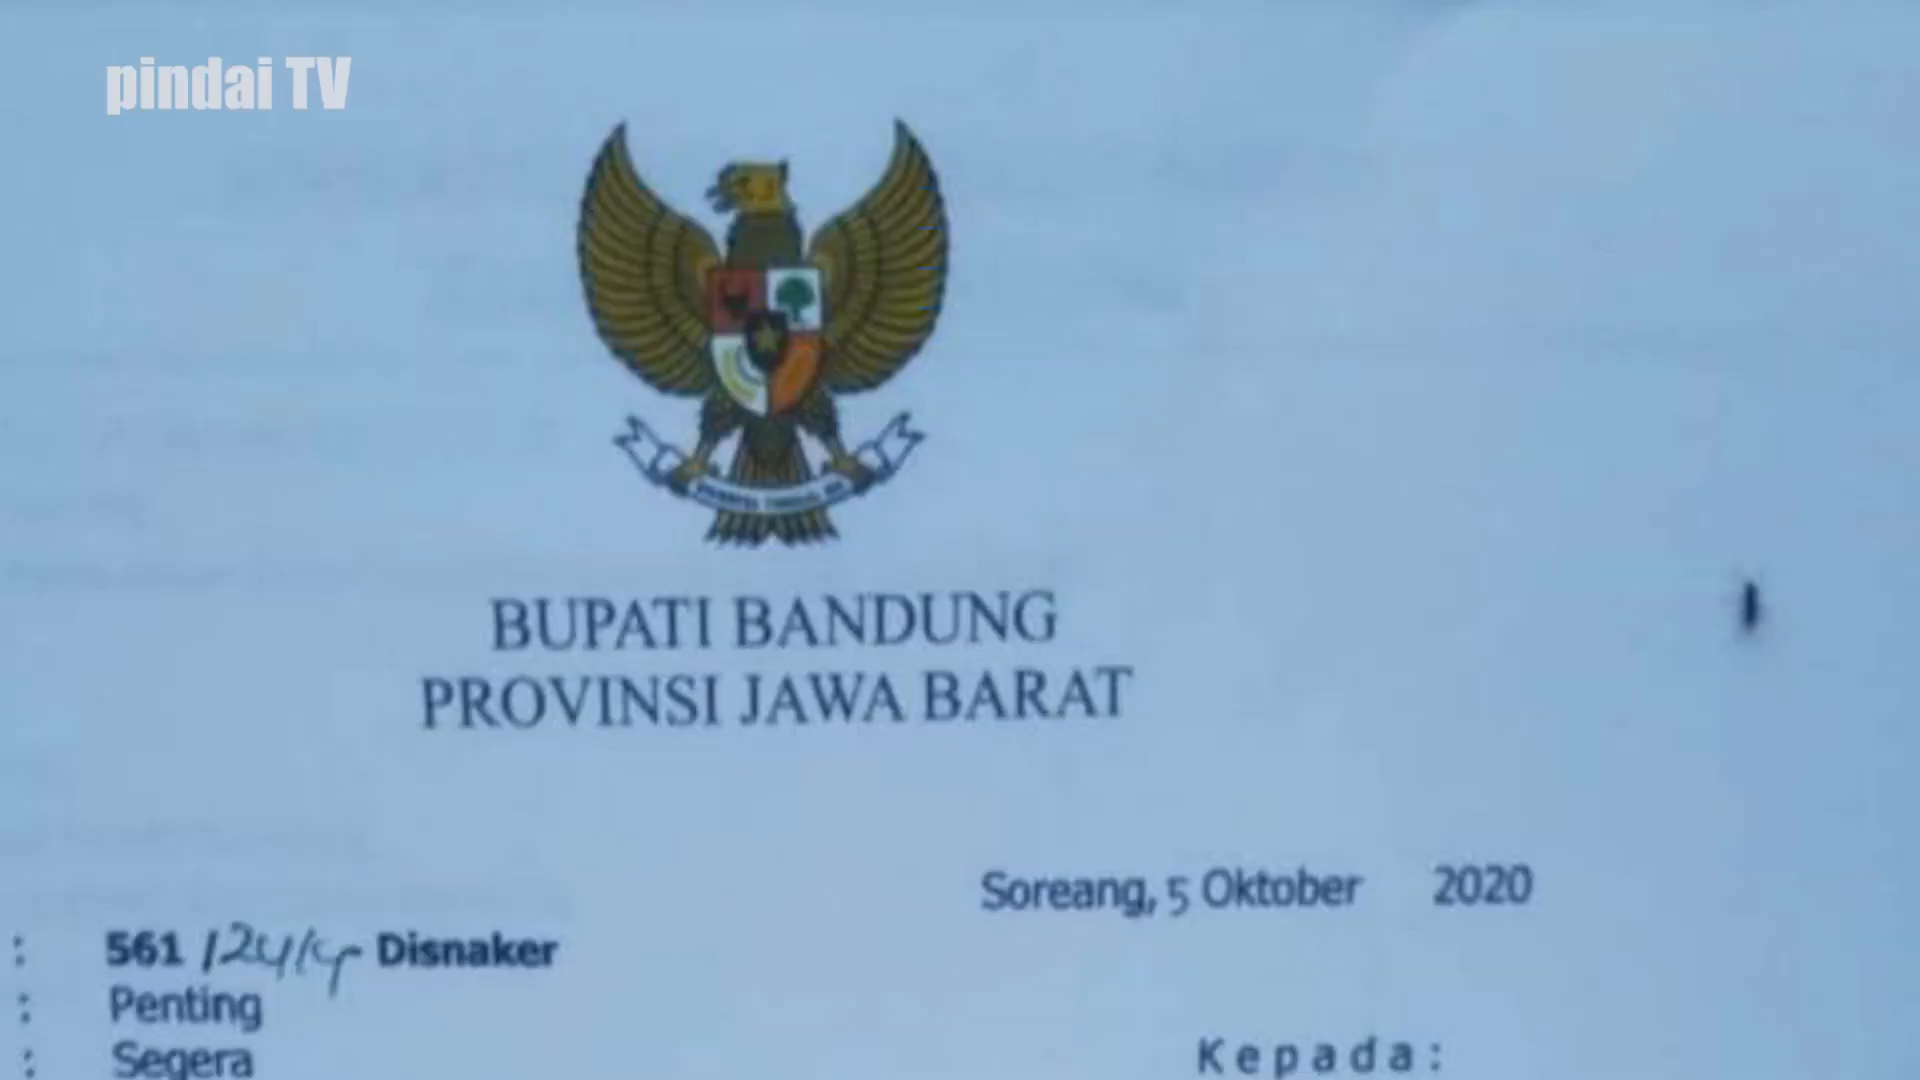 pindai TV
BUPATI BANDUNG
PROVINSI JAWA BARAT
Soreang, 5 Oktober 2020
: 561 / Disnaker
: Penting
: Segera
Kepada :